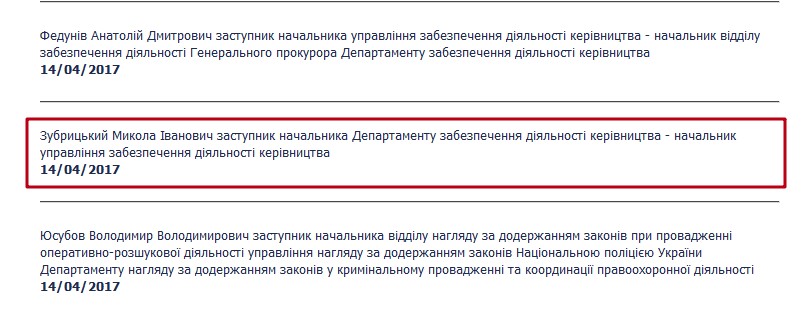 Федунів Анатолій Дмитрович заступник начальника управління забезпечення діяльності керівництва - начальник відділу
забезпечення діяльності Генерального прокурора Департаменту забезпечення діяльності керівництва
14/04/2017
Зубрицький Микола Іванович заступник начальника Департаменту забезпечення діяльності керівництва - начальник
управління забезпечення діяльності керівництва
14/04/2017
Юсубов Володимир Володимирович заступник начальника відділу нагляду за додержанням законів при провадженні
оперативно-розшукової діяльності управління нагляду за додержанням законів Національною поліцією України
Департаменту нагляду за додержанням законів у кримінальному провадженні та координації правоохоронної діяльності
14/04/2017